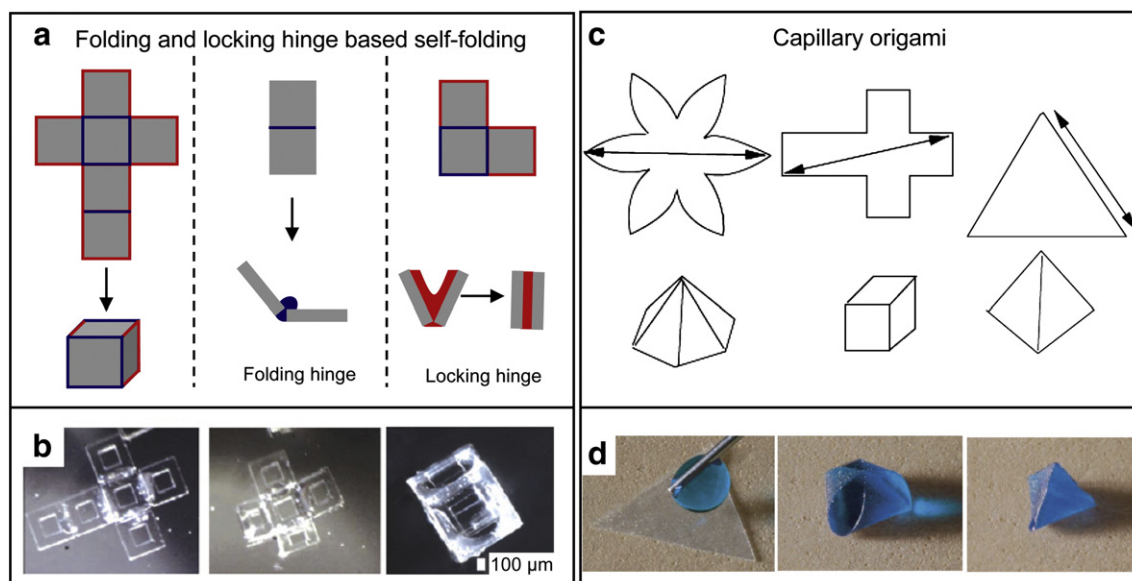 a Folding and locking hinge based self-folding
Folding hinge
Locking hinge
b
100 µm
c Capillary origami
d